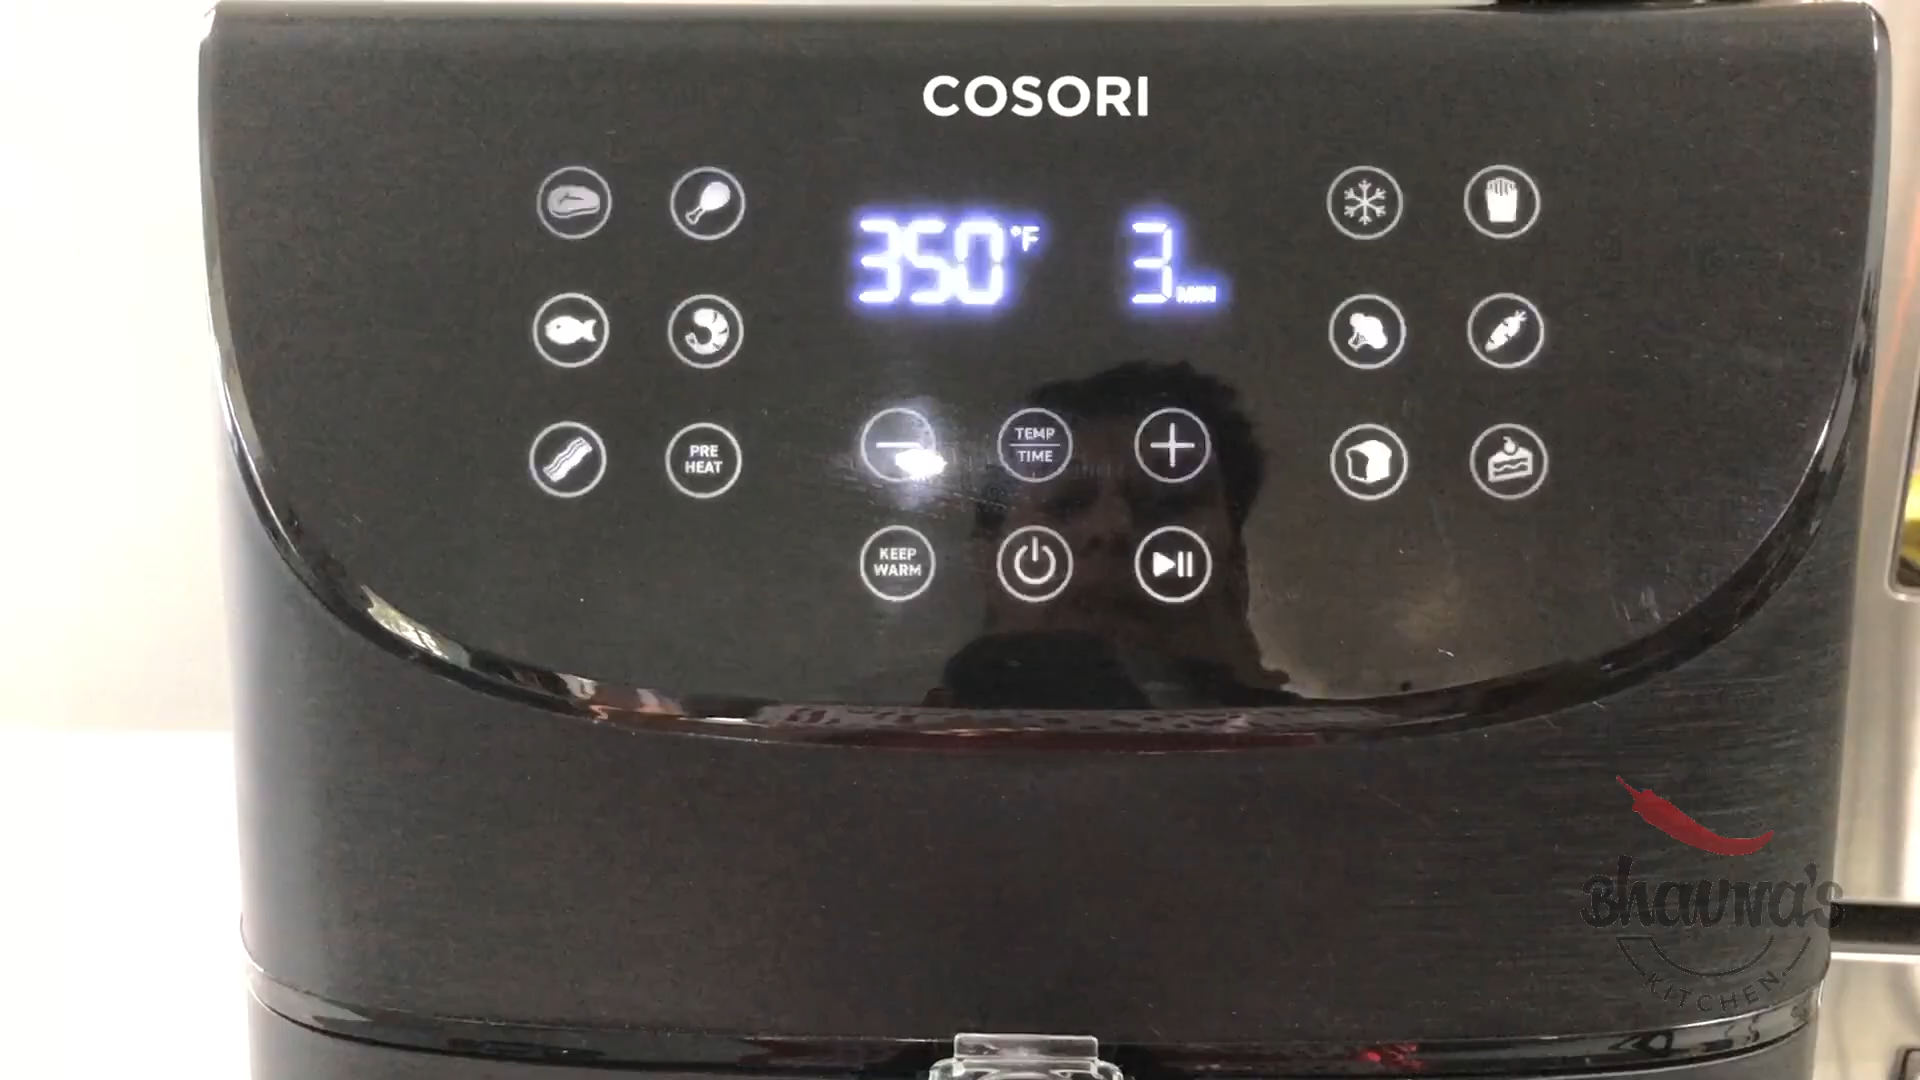 COSORI
350°F 3 MIN
PRE
HEAT
TEMP
TIME
KEEP
WARM
Bhavna's
KITCHEN